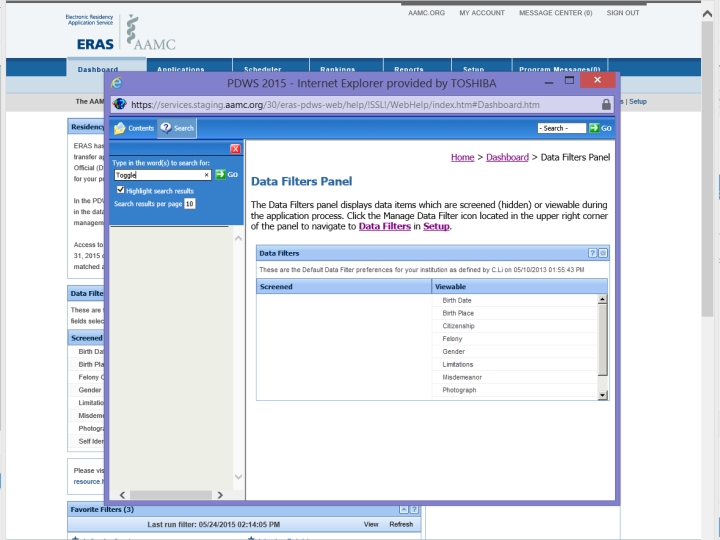 AAMC.ORG MY ACCOUNT MESSAGE CENTER (0) SIGN OUT
Electronic Residency
Application Service
ERAS AAMC
Dashboard Applications Scheduler Rankings Reports Setup Program Messages(0)
PDWS 2015 - Internet Explorer provided by TOSHIBA
https://services.staging.aamc.org/30/eras-pdws-web/help/!SSL!/WebHelp/index.htm#Dashboard.htm
The AAM
| Setup
Contents Search
- Search - GO
Type in the word(s) to search for:
Toggle × GO
Highlight search results
Search results per page 10
Home > Dashboard > Data Filters Panel
Data Filters Panel
The Data Filters panel displays data items which are screened (hidden) or viewable during
the application process. Click the Manage Data Filter icon located in the upper right corner
of the panel to navigate to Data Filters in Setup.
Data Filters
These are the Default Data Filter preferences for your institution as defined by C.Li on 05/10/2013 01:55:43 PM
Screened Viewable
Birth Date
Birth Place
Citizenship
Felony
Gender
Limitations
Misdemeanor
Photograph
Residency
ERAS has
transfer ap
Official (D
for your p
In the PDW
in the data
managem
Access to
31, 2015 
matched a
Data Filte
These are
fields selec
Screened
Birth Dat
Birth Pla
Felony C
Gender
Limitatio
Misdem
Photogra
Self Iden
Please vis
resource.h
Favorite Filters (3)
Last run filter: 05/24/2015 02:14:05 PM View Refresh